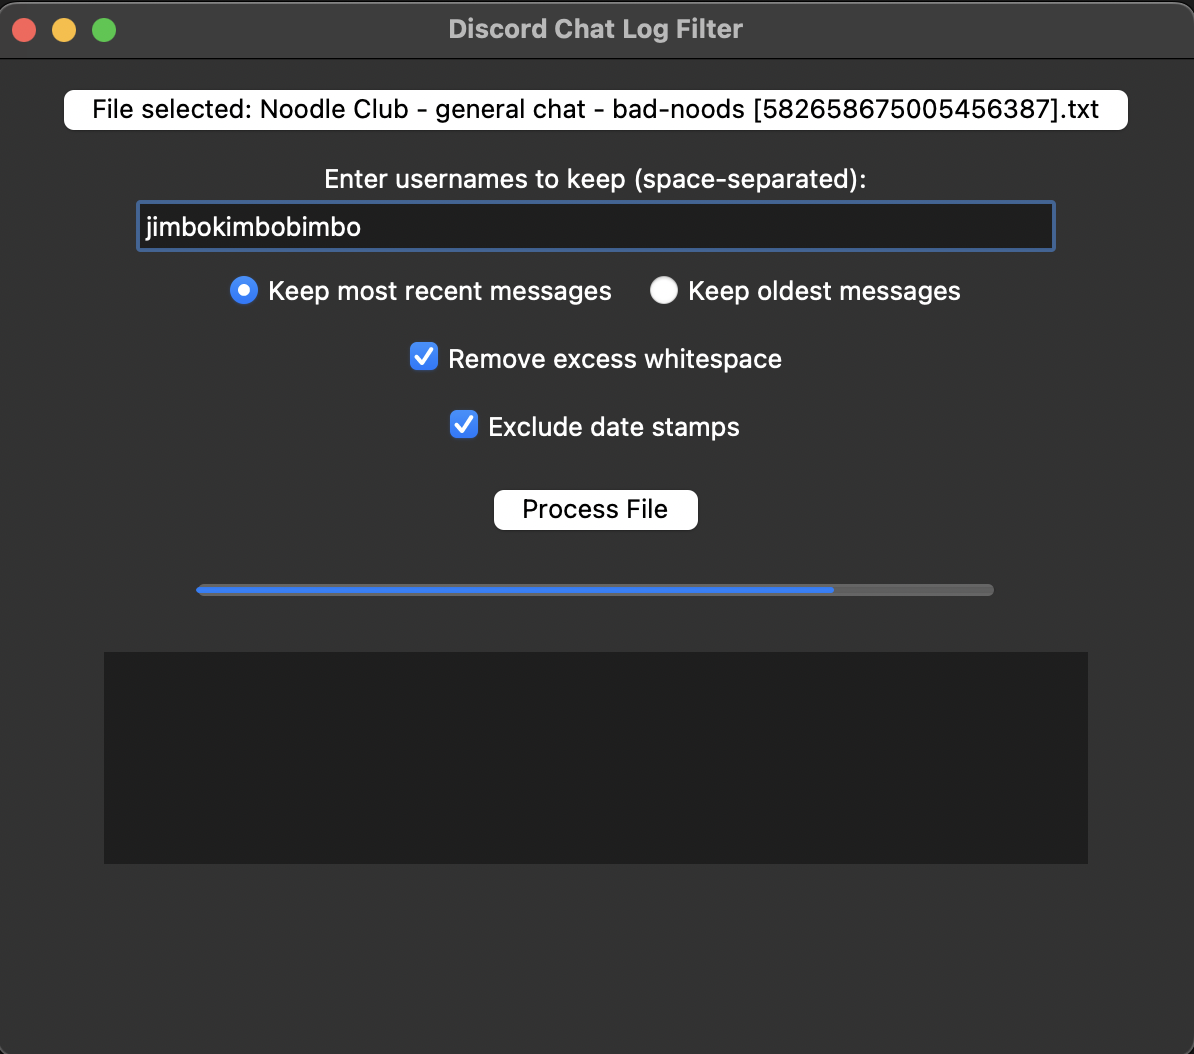 Discord Chat Log Filter
File selected: Noodle Club - general chat - bad-noods [582658675005456387].txt
Enter usernames to keep (space-separated):
jimbokimbobimbo
Keep most recent messages Keep oldest messages
Remove excess whitespace
Exclude date stamps
Process File